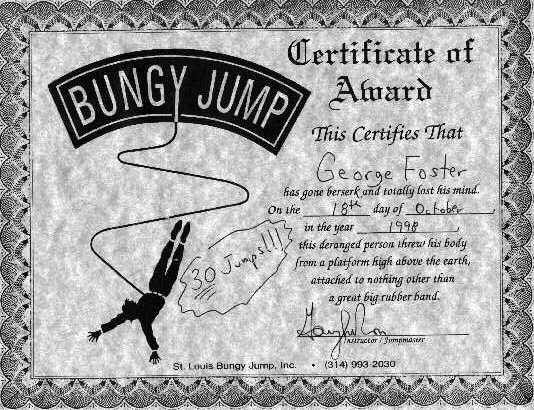 BUNGY JUMP
Certificate of
Award
This Certifies That
George Foster
has gone berserk and totally lost his mind.
On the 18th day of October,
in the year 1998,
this deranged person threw his body
from a platform high above the earth,
attached to nothing other than
a great big rubber band.
30 Jumps!!!
Instructor / Jumpmaster
St. Louis Bungy Jump, Inc. • (314) 993-2030